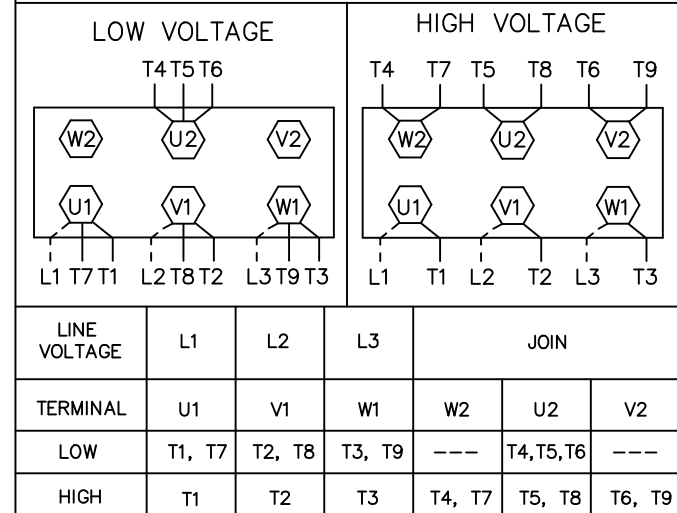 LOW VOLTAGE
T4 T5 T6
W2 U2 V2
U1 V1 W1
L1 T7 T1 L2 T8 T2 L3 T9 T3
HIGH VOLTAGE
T4 T7 T5 T8 T6 T9
W2 U2 V2
U1 V1 W1
L1 T1 L2 T2 L3 T3
LINE
VOLTAGE L1 L2 L3 JOIN
TERMINAL U1 V1 W1 W2 U2 V2
LOW T1, T7 T2, T8 T3, T9 --- T4,T5,T6 ---
HIGH T1 T2 T3 T4, T7 T5, T8 T6, T9